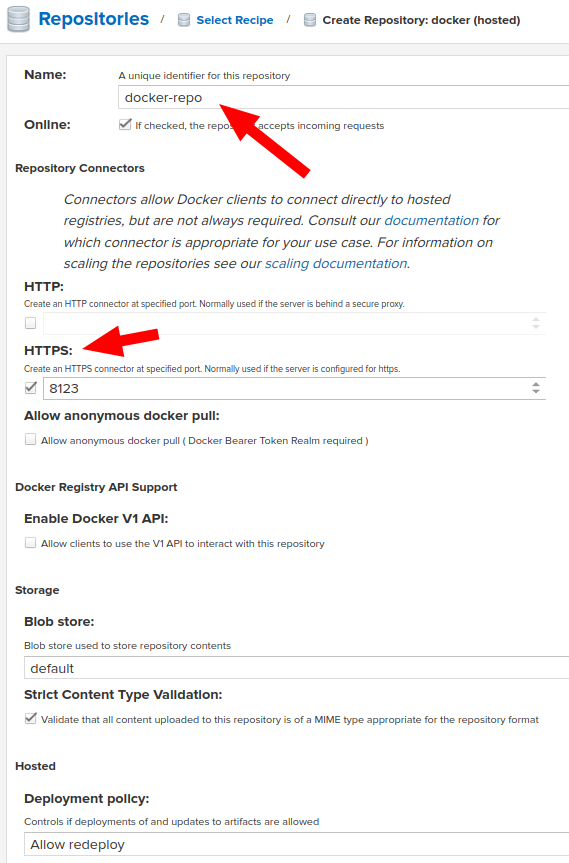 Repositories / Select Recipe / Create Repository: docker (hosted)
Name:
A unique identifier for this repository
docker-repo
Online:
If checked, the repository accepts incoming requests
Repository Connectors
Connectors allow Docker clients to connect directly to hosted
registries, but are not always required. Consult our documentation for
which connector is appropriate for your use case. For information on
scaling the repositories see our scaling documentation.
HTTP:
Create an HTTP connector at specified port. Normally used if the server is behind a secure proxy.
HTTPS:
Create an HTTPS connector at specified port. Normally used if the server is configured for https.
8123
Allow anonymous docker pull:
Allow anonymous docker pull ( Docker Bearer Token Realm required )
Docker Registry API Support
Enable Docker V1 API:
Allow clients to use the V1 API to interact with this repository
Storage
Blob store:
Blob store used to store repository contents
default
Strict Content Type Validation:
Validate that all content uploaded to this repository is of a MIME type appropriate for the repository format
Hosted
Deployment policy:
Controls if deployments of and updates to artifacts are allowed
Allow redeploy